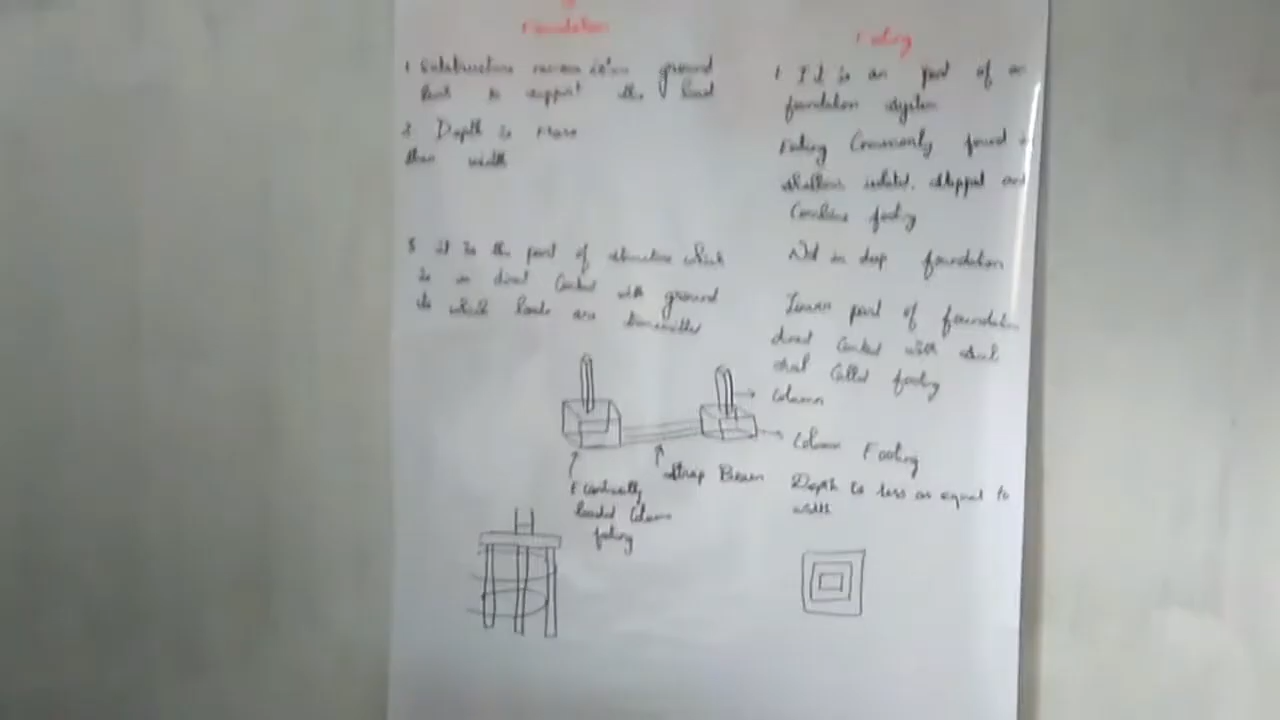 Foundation
1 Substructure ground
to support the load
2 Depth is more
than width
3 it is the part of structure which
is in direct Contact with ground
to which loads are transmitted
Footing
1 It is an part of
foundation system
Footing Commonly found
shallow isolated, stepped and
Combine footing
Not in deep foundation
Lower part of foundation
direct Contact with
Called footing
Column
Column Footing
Strap Beam
Eccentrically
loaded Column
footing
Depth is less or equal to
width